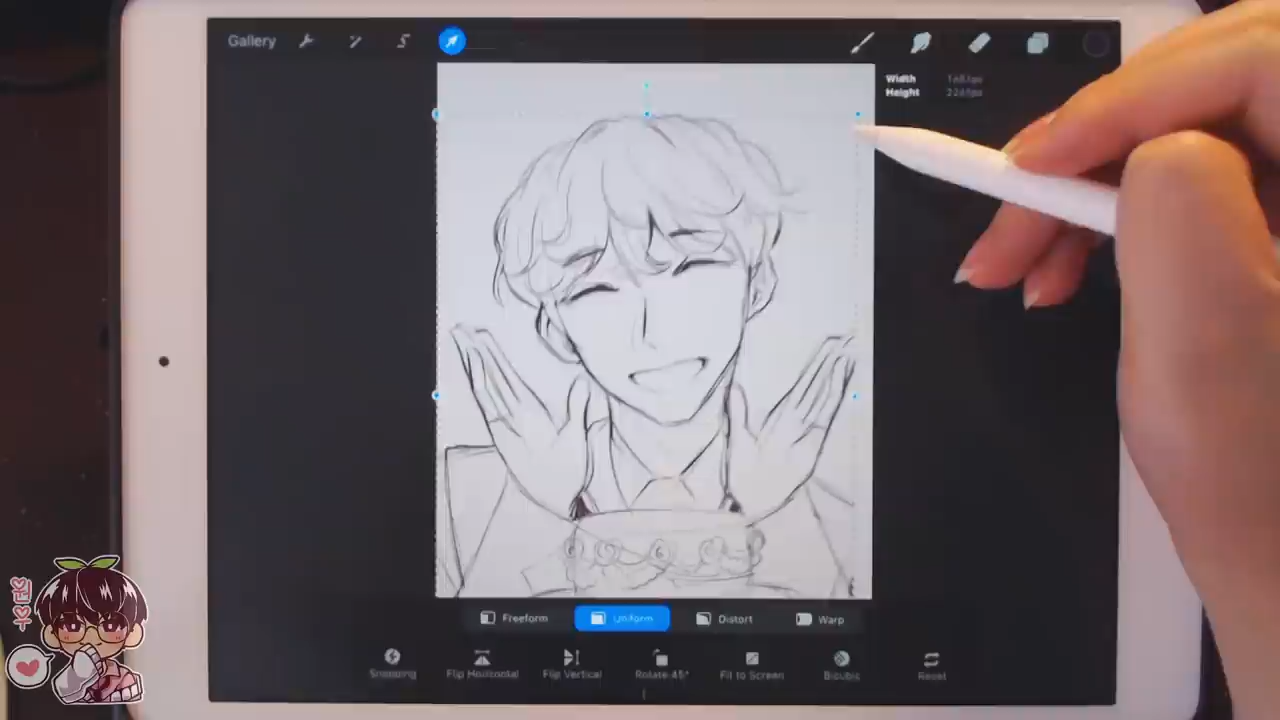 Gallery
Width
Height
Freeform
Uniform
Distort
Warp
Snapping
Flip Horizontal
Flip Vertical
Rotate 45°
Fit to Screen
Bicubic
Reset